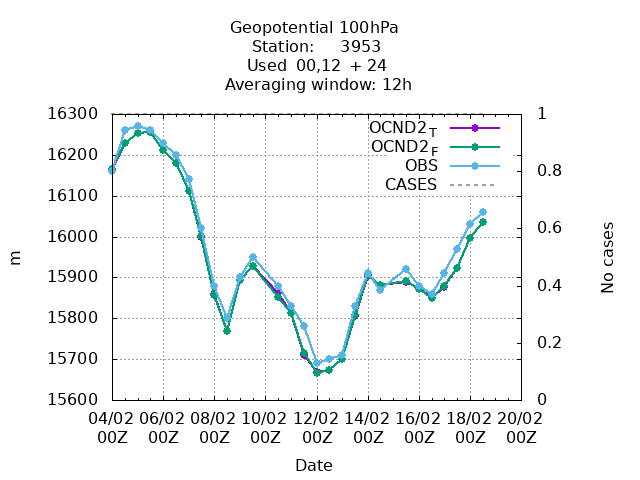 Geopotential 100hPa
Station:     3953
Used  00,12  + 24
Averaging window: 12h
16300
16200
16100
16000
15900
15800
15700
15600
m
1
0.8
0.6
0.4
0.2
0
No cases
OCND2T
OCND2F
OBS
CASES
04/02 06/02 08/02 10/02 12/02 14/02 16/02 18/02 20/02
00Z 00Z 00Z 00Z 00Z 00Z 00Z 00Z 00Z
Date